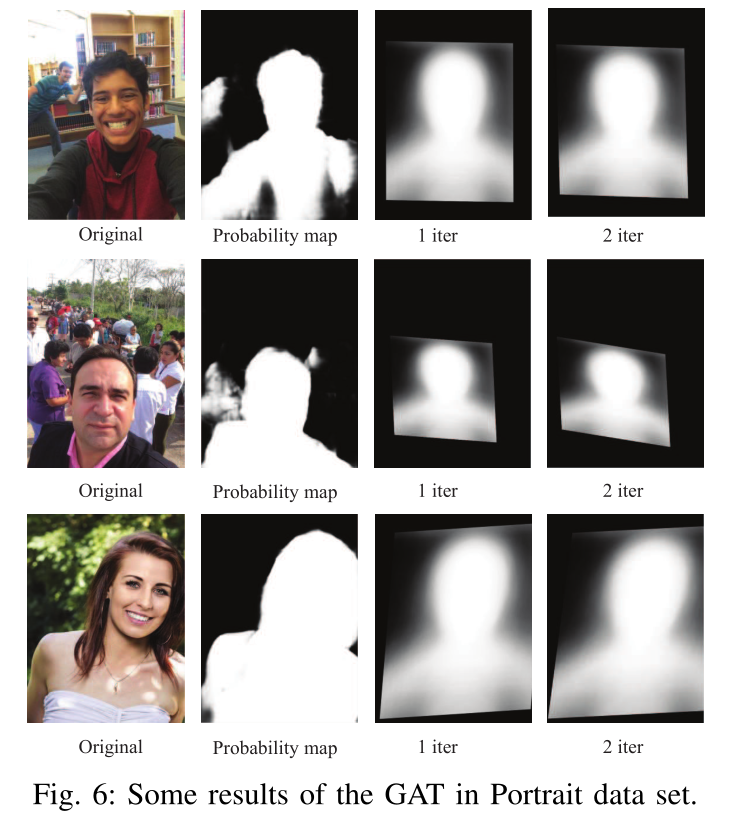 Original Probability map 1 iter 2 iter
Original Probability map 1 iter 2 iter
Original Probability map 1 iter 2 iter
Fig. 6: Some results of the GAT in Portrait data set.